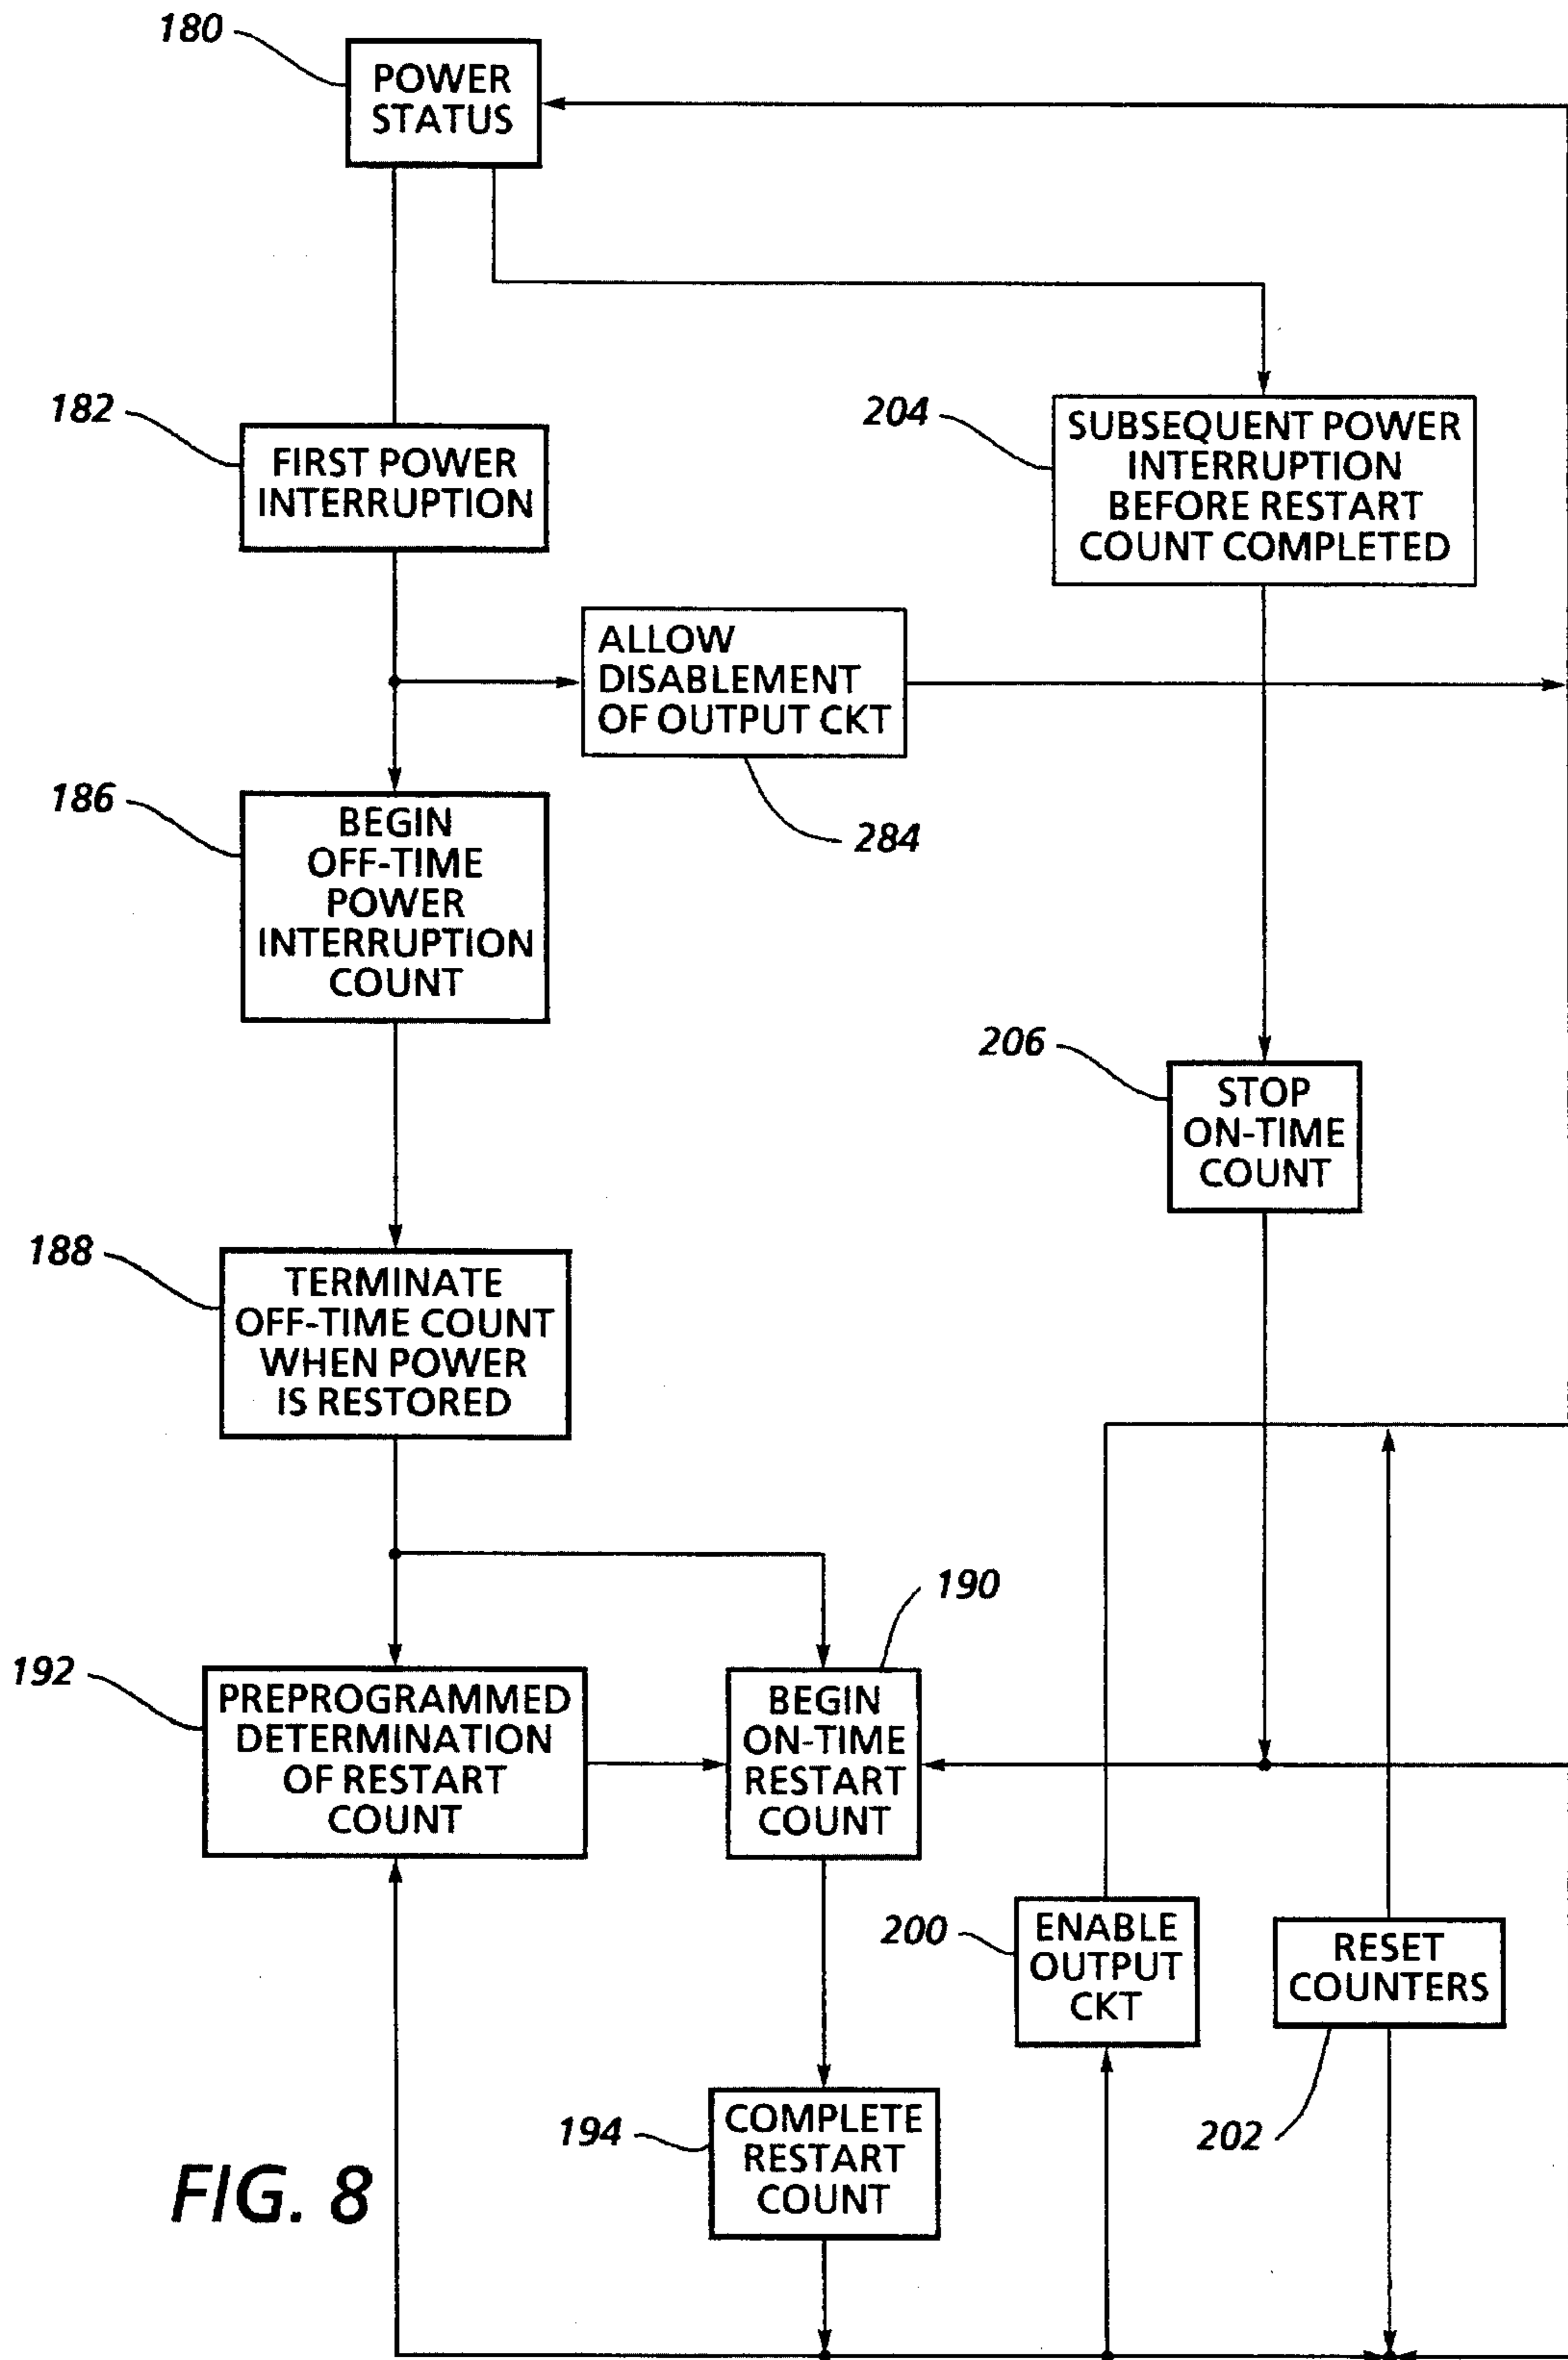 180
POWER
STATUS
182
FIRST POWER
INTERRUPTION
204
SUBSEQUENT POWER
INTERRUPTION
BEFORE RESTART
COUNT COMPLETED
ALLOW
DISABLEMENT
OF OUTPUT CKT
284
186
BEGIN
OFF-TIME
POWER
INTERRUPTION
COUNT
206
STOP
ON-TIME
COUNT
188
TERMINATE
OFF-TIME COUNT
WHEN POWER
IS RESTORED
190
192
PREPROGRAMMED
DETERMINATION
OF RESTART
COUNT
BEGIN
ON-TIME
RESTART
COUNT
200
ENABLE
OUTPUT
CKT
RESET
COUNTERS
202
194
COMPLETE
RESTART
COUNT
FIG. 8